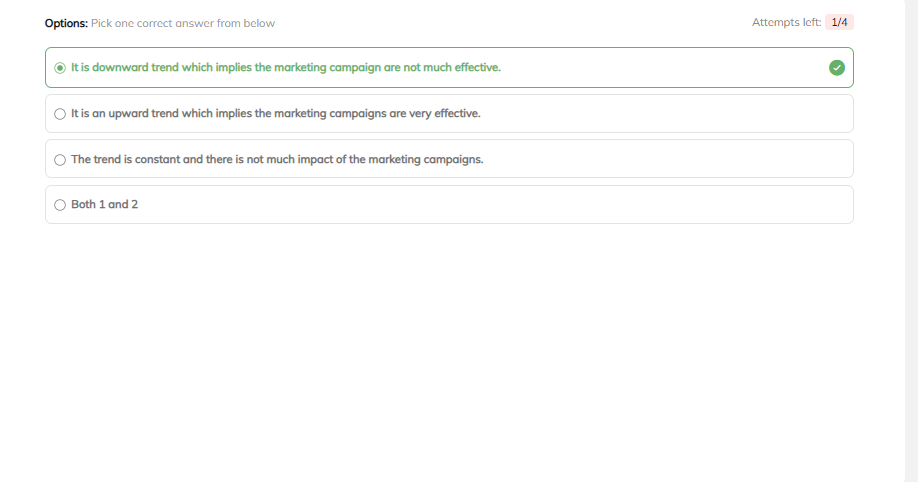 Options: Pick one correct answer from below
Attempts left: 1/4
It is downward trend which implies the marketing campaign are not much effective.
It is an upward trend which implies the marketing campaigns are very effective.
The trend is constant and there is not much impact of the marketing campaigns.
Both 1 and 2